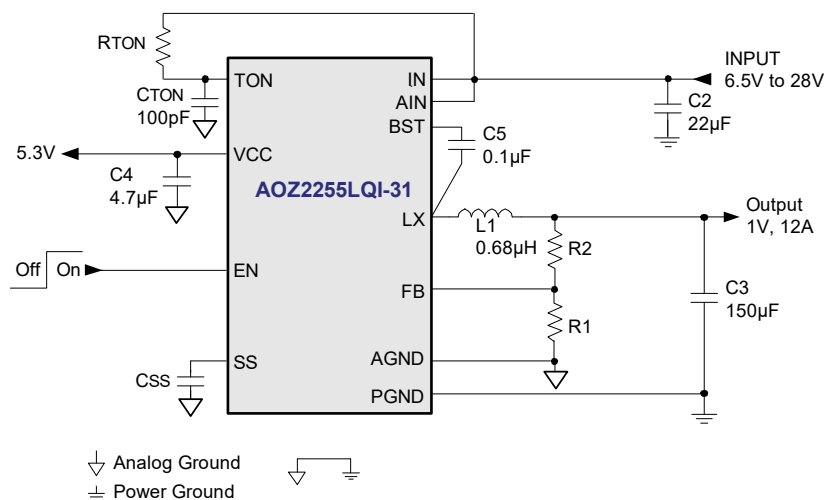 RTON
TON
CTON
100pF
IN
AIN
BST
INPUT
6.5V to 28V
C2
22µF
C5
0.1µF
5.3V
C4
4.7µF
VCC
AOZ2255LQI-31
LX
L1
0.68µH
Output
1V, 12A
R2
Off
On
EN
FB
C3
150µF
R1
SS
CSS
AGND
PGND
Analog Ground
Power Ground